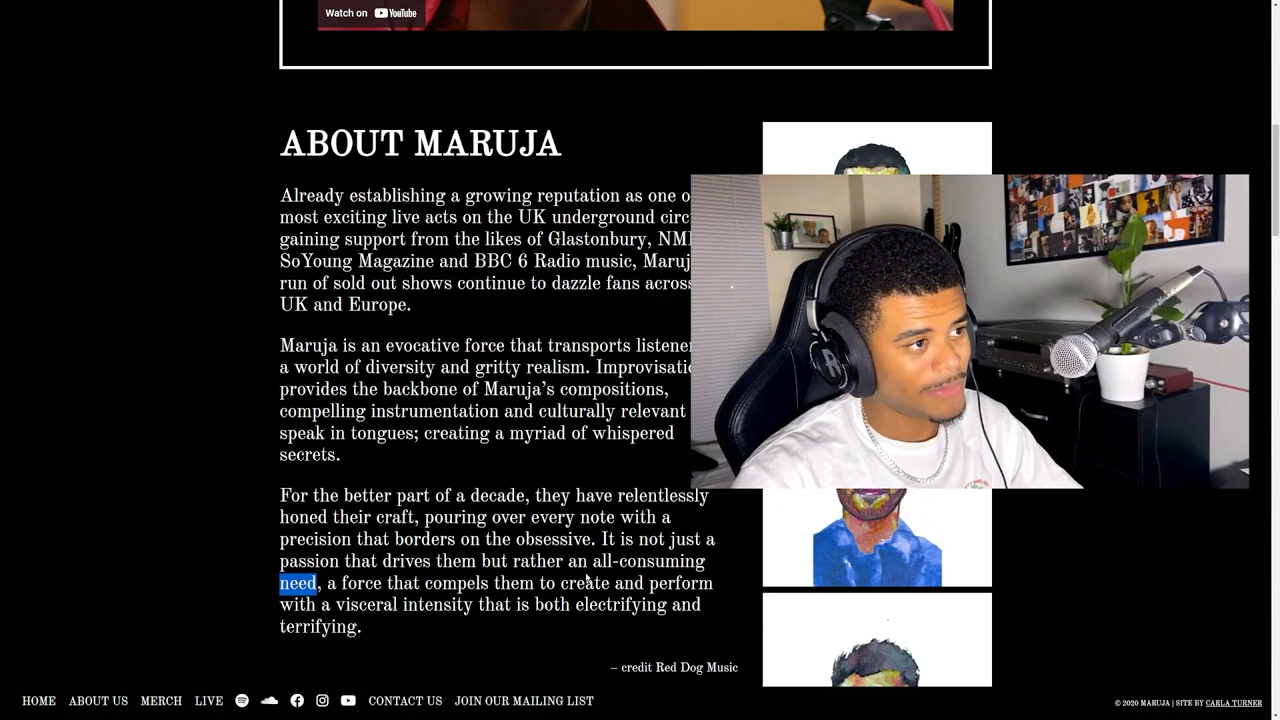 Watch on YouTube
ABOUT MARUJA
Already establishing a growing reputation as one o
most exciting live acts on the UK underground circ
gaining support from the likes of Glastonbury, NM
SoYoung Magazine and BBC 6 Radio music, Maruj
run of sold out shows continue to dazzle fans across
UK and Europe.
Maruja is an evocative force that transports listener
a world of diversity and gritty realism. Improvisatio
provides the backbone of Maruja's compositions,
compelling instrumentation and culturally relevant
speak in tongues; creating a myriad of whispered
secrets.
For the better part of a decade, they have relentlessly
honed their craft, pouring over every note with a
precision that borders on the obsessive. It is not just a
passion that drives them but rather an all-consuming
need, a force that compels them to create and perform
with a visceral intensity that is both electrifying and
terrifying.
– credit Red Dog Music
HOME ABOUT US MERCH LIVE CONTACT US JOIN OUR MAILING LIST
© 2020 MARUJA | SITE BY CARLA TURNER